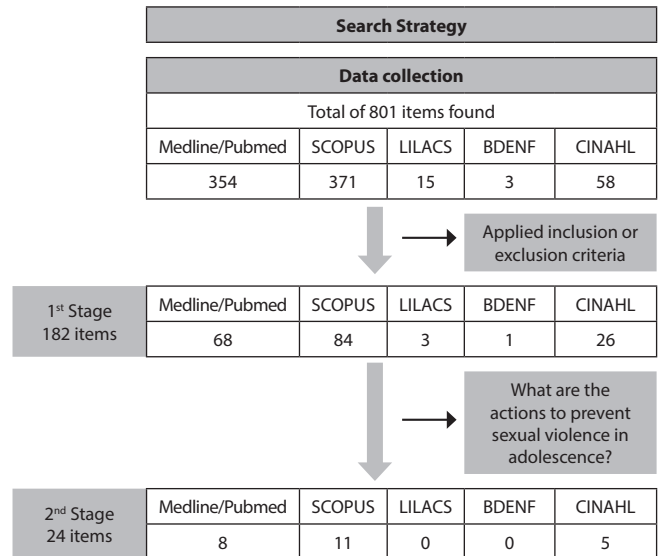 Search Strategy
Data collection
Total of 801 items found
Medline/Pubmed SCOPUS LILACS BDENF CINAHL
354 371 15 3 58
Applied inclusion or
exclusion criteria
1st Stage
182 items
Medline/Pubmed SCOPUS LILACS BDENF CINAHL
68 84 3 1 26
What are the
actions to prevent
sexual violence in
adolescence?
2nd Stage
24 items
Medline/Pubmed SCOPUS LILACS BDENF CINAHL
8 11 0 0 5